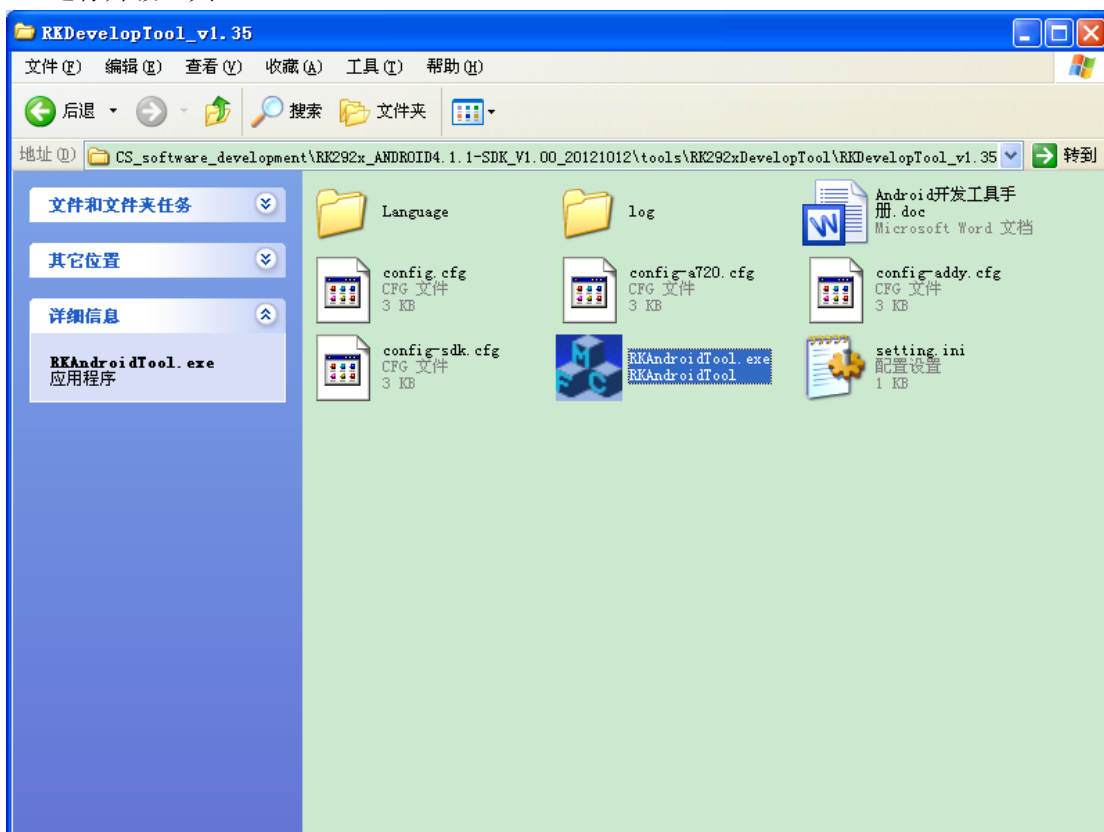 RKDevelopTool_v1.35
文件(F) 编辑(E) 查看(V) 收藏(A) 工具(T) 帮助(H)
后退 搜索 文件夹
地址(D) CS_software_development\RK292x_ANDROID4.1.1-SDK_V1.00_20121012\tools\RK292xDevelopTool\RKDevelopTool_v1.35 转到
文件和文件夹任务
其它位置
详细信息
RKAndroidTool.exe
应用程序
Language
log
Android开发工具手
册.doc
Microsoft Word 文档
config.cfg
CFG 文件
3 KB
config-a720.cfg
CFG 文件
3 KB
config-addy.cfg
CFG 文件
3 KB
config-sdk.cfg
CFG 文件
3 KB
RKAndroidTool.exe
RKAndroidTool
setting.ini
配置设置
1 KB